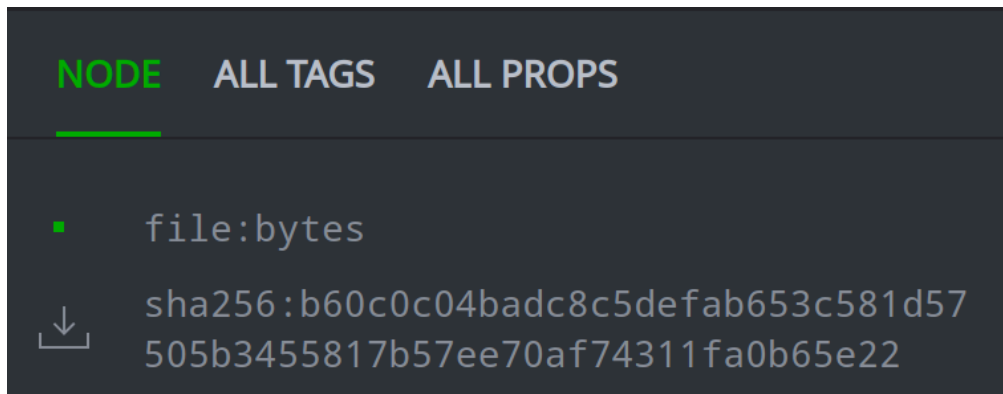 NODE ALL TAGS ALL PROPS
file:bytes
sha256:b60c0c04badc8c5defab653c581d57
505b3455817b57ee70af74311fa0b65e22